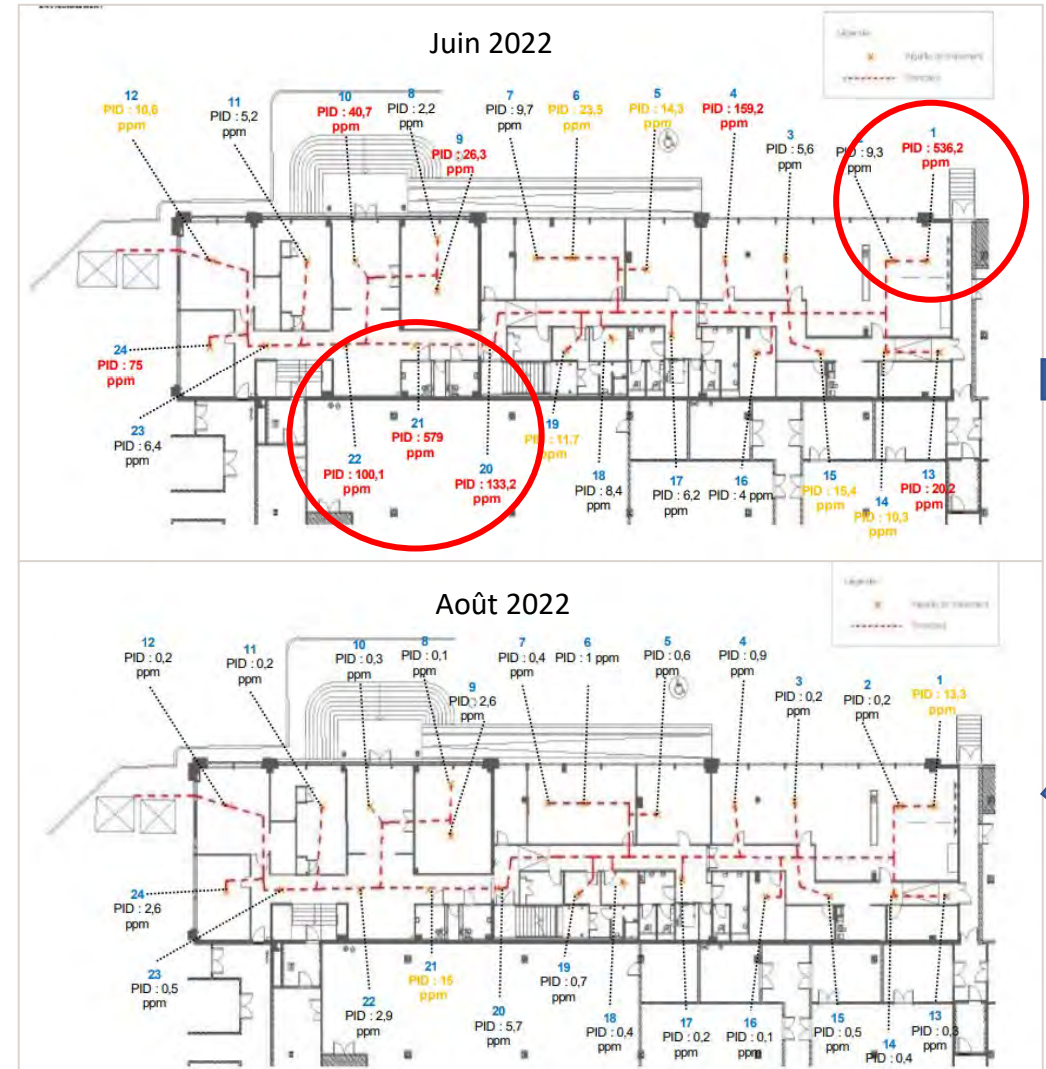 Juin 2022
12
PID : 10,6
ppm
11
PID : 5,2
ppm
10
PID : 40,7
ppm
8
PID : 2,2
ppm
9
PID : 26,3
ppm
7
PID : 9,7
ppm
6
PID : 23,5
ppm
5
PID : 14,3
ppm
4
PID : 159,2
ppm
3
PID : 5,6
ppm
PID : 9,3
ppm
1
PID : 536,2
ppm
24
PID : 75
ppm
23
PID : 6,4
ppm
22
PID : 100,1
ppm
21
PID : 579
ppm
20
PID : 133,2
ppm
19
PID : 11,7
ppm
18
PID : 8,4
ppm
17
PID : 6,2
ppm
16
PID : 4 ppm
15
PID : 15,4
ppm
14
PID : 10,3
ppm
13
PID : 20,2
ppm
Août 2022
12
PID : 0,2
ppm
11
PID : 0,2
ppm
10
PID : 0,3
ppm
8
PID : 0,1
ppm
9
PID : 2,6
ppm
7
PID : 0,4
ppm
6
PID : 1 ppm
5
PID : 0,6
ppm
4
PID : 0,9
ppm
3
PID : 0,2
ppm
2
PID : 0,2
ppm
1
PID : 13,3
ppm
24
PID : 2,6
ppm
23
PID : 0,5
ppm
22
PID : 2,9
ppm
21
PID : 15
ppm
20
PID : 5,7
ppm
19
PID : 0,7
ppm
18
PID : 0,4
ppm
17
PID : 0,2
ppm
16
PID : 0,1
ppm
15
PID : 0,5
ppm
14
PID : 0,4
13
PID : 0,3
ppm